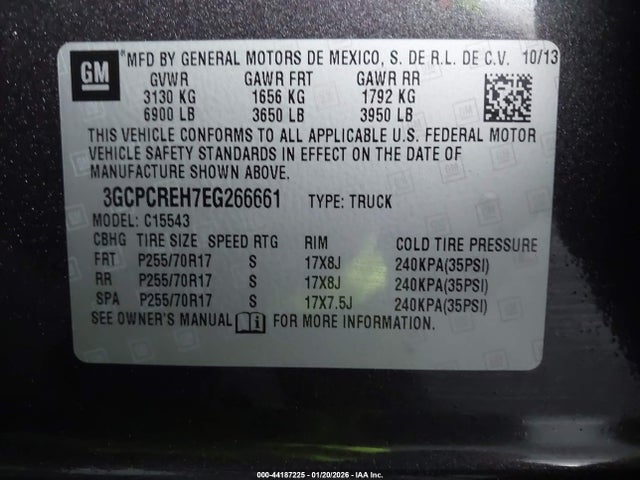 GM
*MFD BY GENERAL MOTORS DE MEXICO, S. DE R.L. DE C.V. 10/13
GVWR GAWR FRT GAWR RR
3130 KG 1656 KG 1792 KG
6900 LB 3650 LB 3950 LB
THIS VEHICLE CONFORMS TO ALL APPLICABLE U.S. FEDERAL MOTOR
VEHICLE SAFETY STANDARDS IN EFFECT ON THE DATE OF
MANUFACTURE SHOWN ABOVE.
3GCPCREH7EG266661 TYPE: TRUCK
MODEL: C15543
CBHG TIRE SIZE SPEED RTG RIM COLD TIRE PRESSURE
FRT P255/70R17 S 17X8J 240KPA(35PSI)
RR P255/70R17 S 17X8J 240KPA(35PSI)
SPA P255/70R17 S 17X7.5J 240KPA(35PSI)
SEE OWNER'S MANUAL FOR MORE INFORMATION.
000-44187225 - 01/20/2026 - IAA Inc.